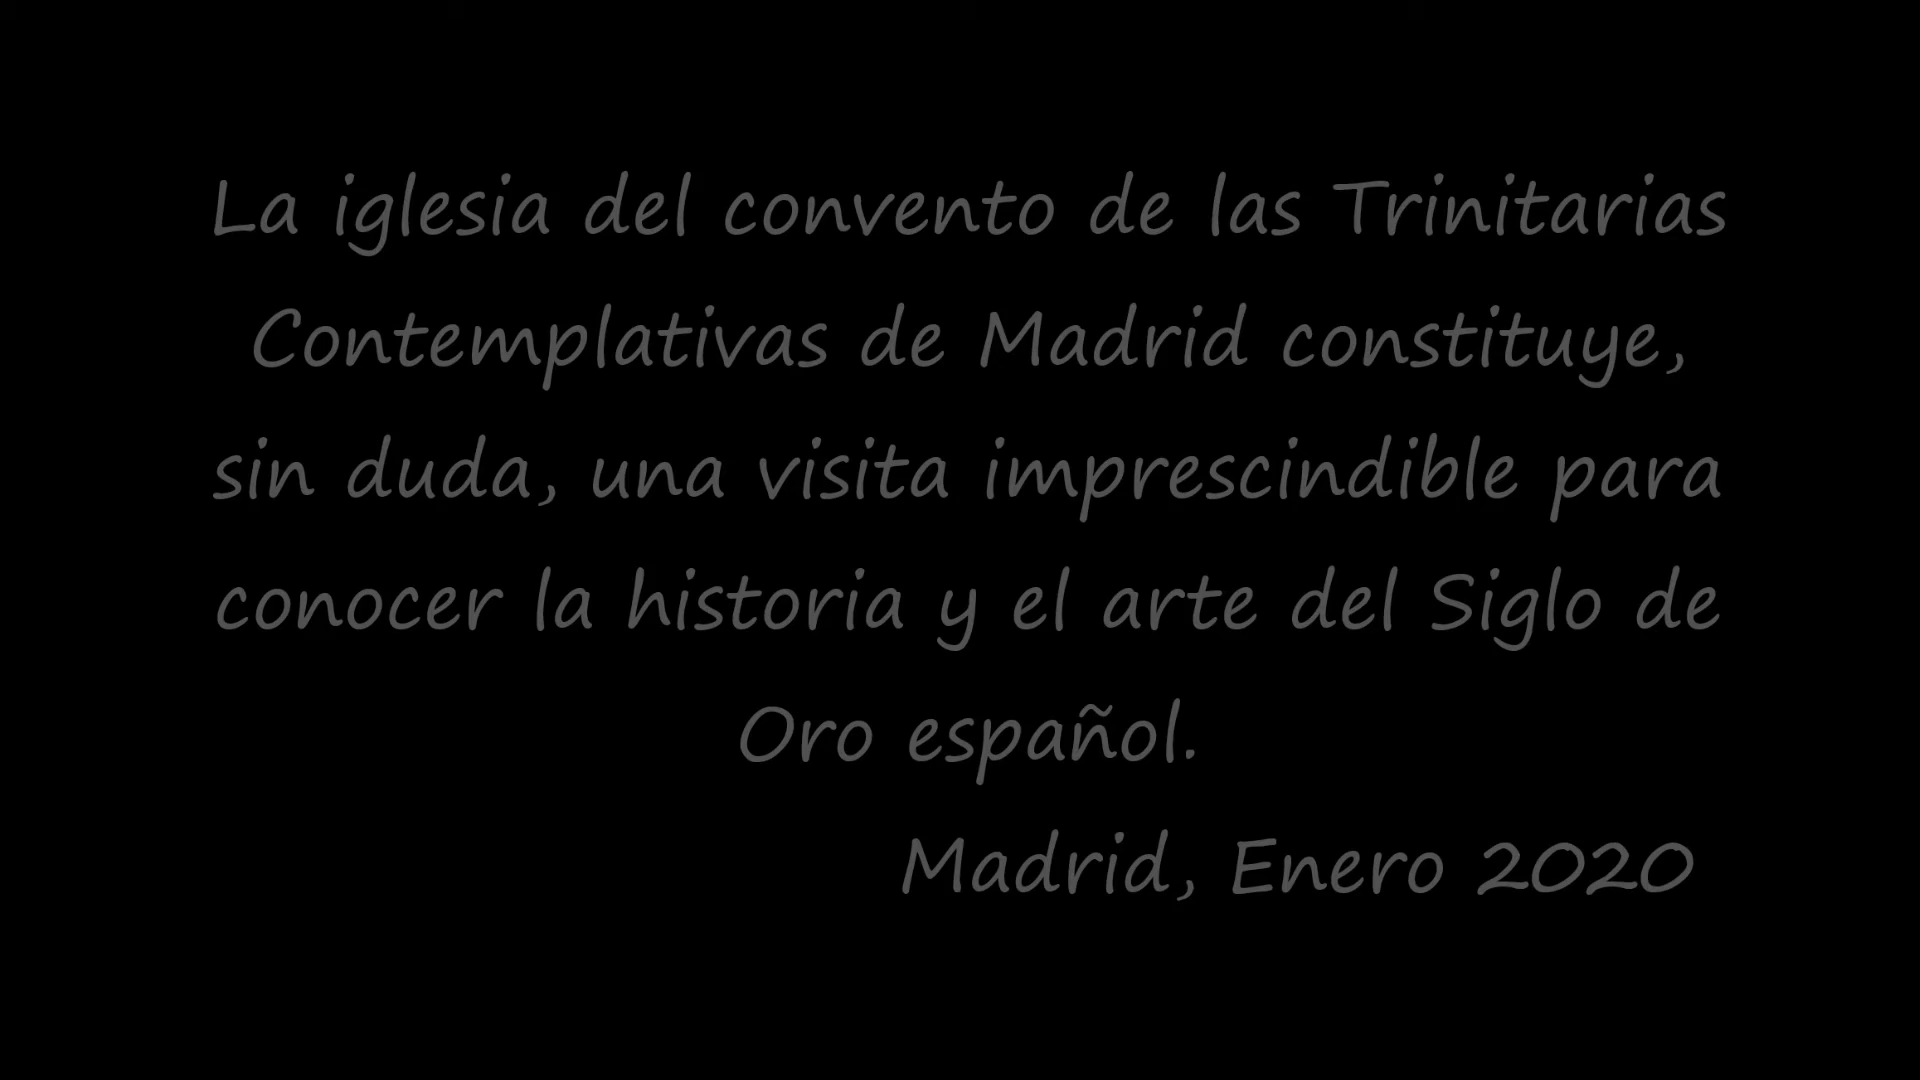 La iglesia del convento de las Trinitarias
Contemplativas de Madrid constituye,
sin duda, una visita imprescindible para
conocer la historia y el arte del Siglo de
Oro español.
Madrid, Enero 2020